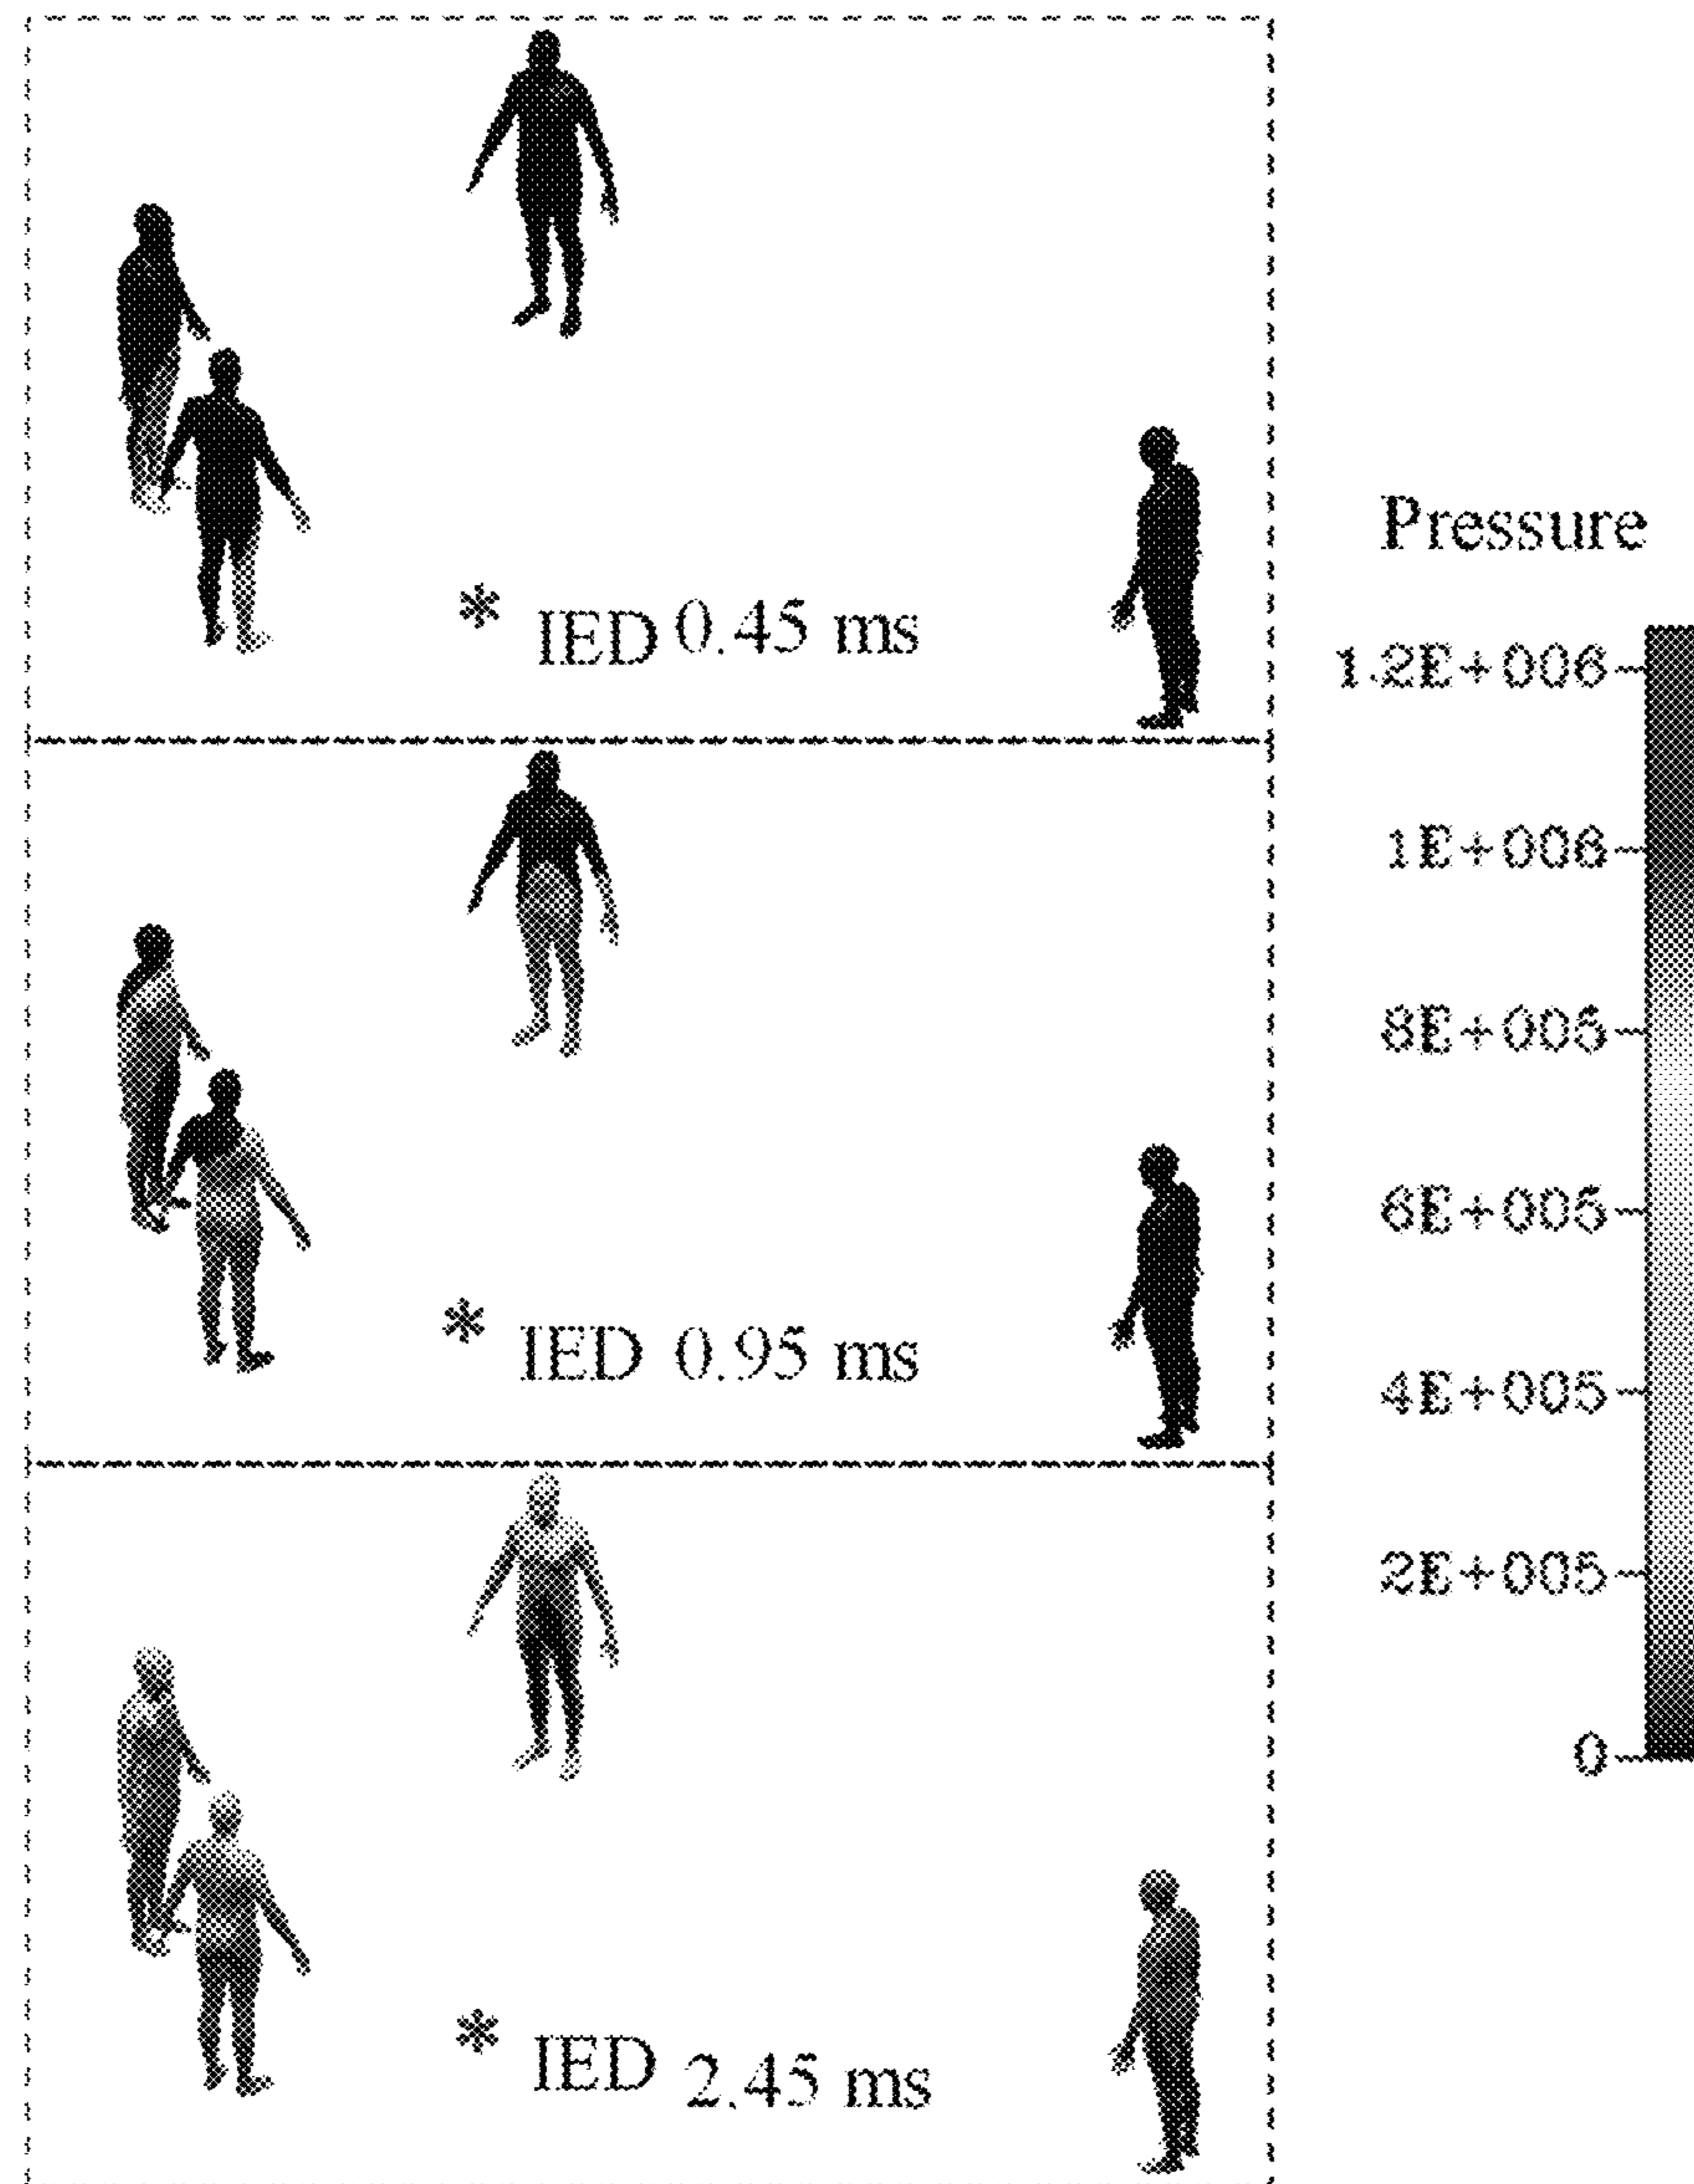 * IED 0.45 ms
* IED 0.95 ms
* IED 2.45 ms
Pressure
1.2E+006
1E+006
8E+005
6E+005
4E+005
2E+005
0